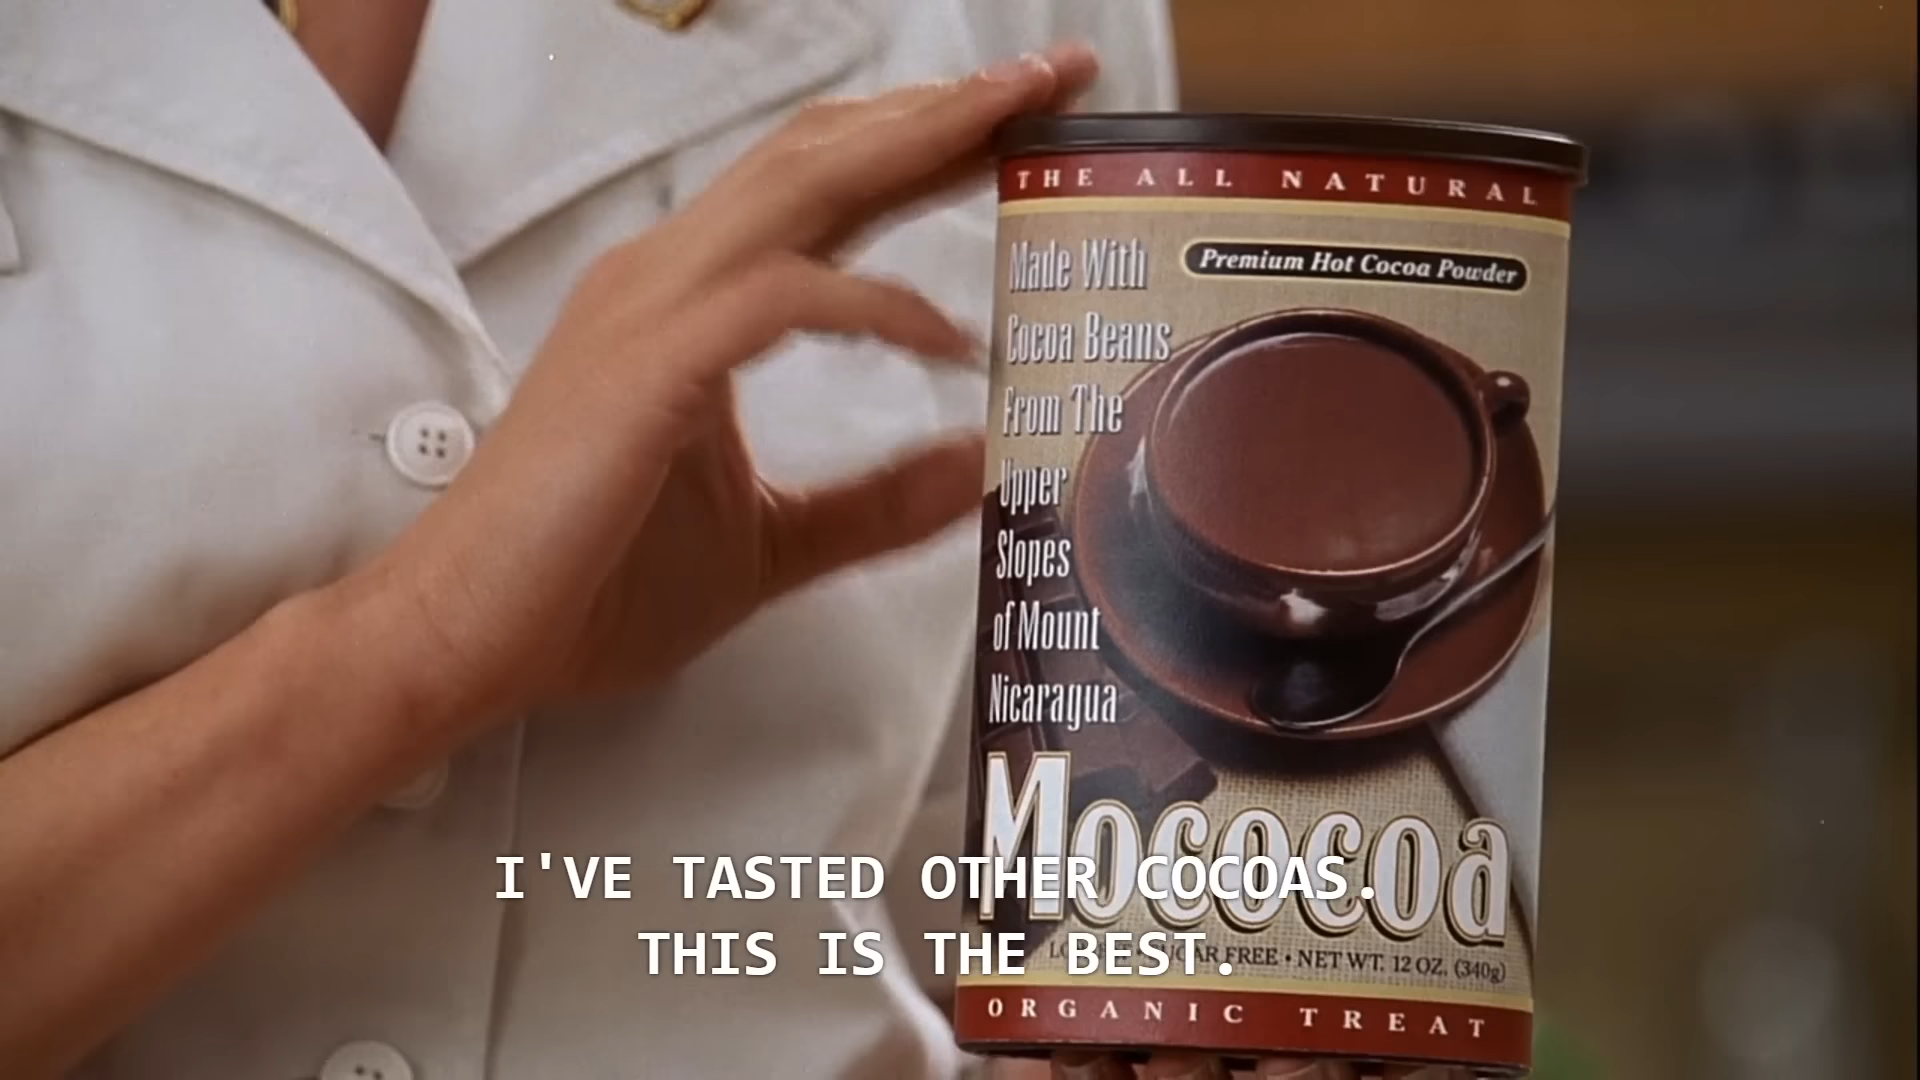 THE ALL NATURAL
Premium Hot Cocoa Powder
Made With
Cocoa Beans
From The
Upper
Slopes
of Mount
Nicaragua
Mococoa
I'VE TASTED OTHER COCOAS.
THIS IS THE BEST.
FREE • NET WT. 12 OZ. (340g)
ORGANIC TREAT